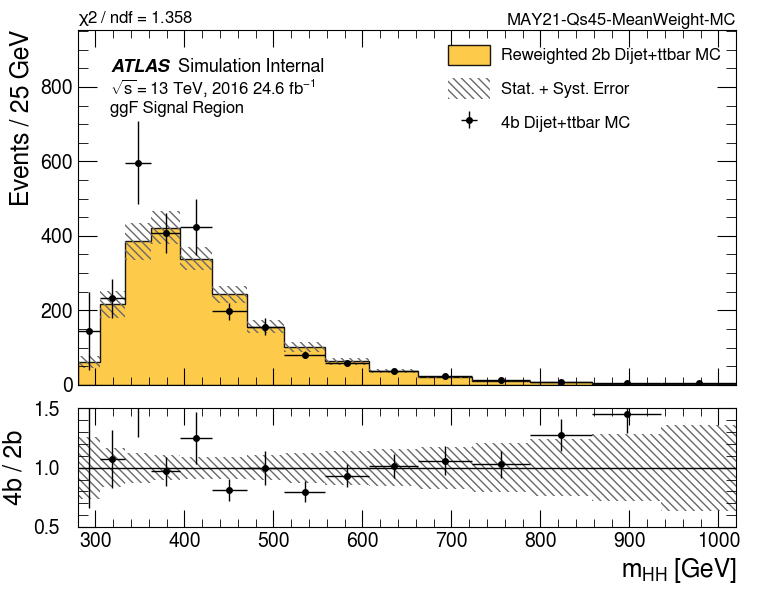 χ2 / ndf = 1.358
MAY21-Qs45-MeanWeight-MC
ATLAS Simulation Internal
√s = 13 TeV, 2016 24.6 fb⁻¹
ggF Signal Region
Reweighted 2b Dijet+ttbar MC
Stat. + Syst. Error
4b Dijet+ttbar MC
Events / 25 GeV
800
600
400
200
0
4b / 2b
1.5
1.0
0.5
300 400 500 600 700 800 900 1000
m_HH [GeV]